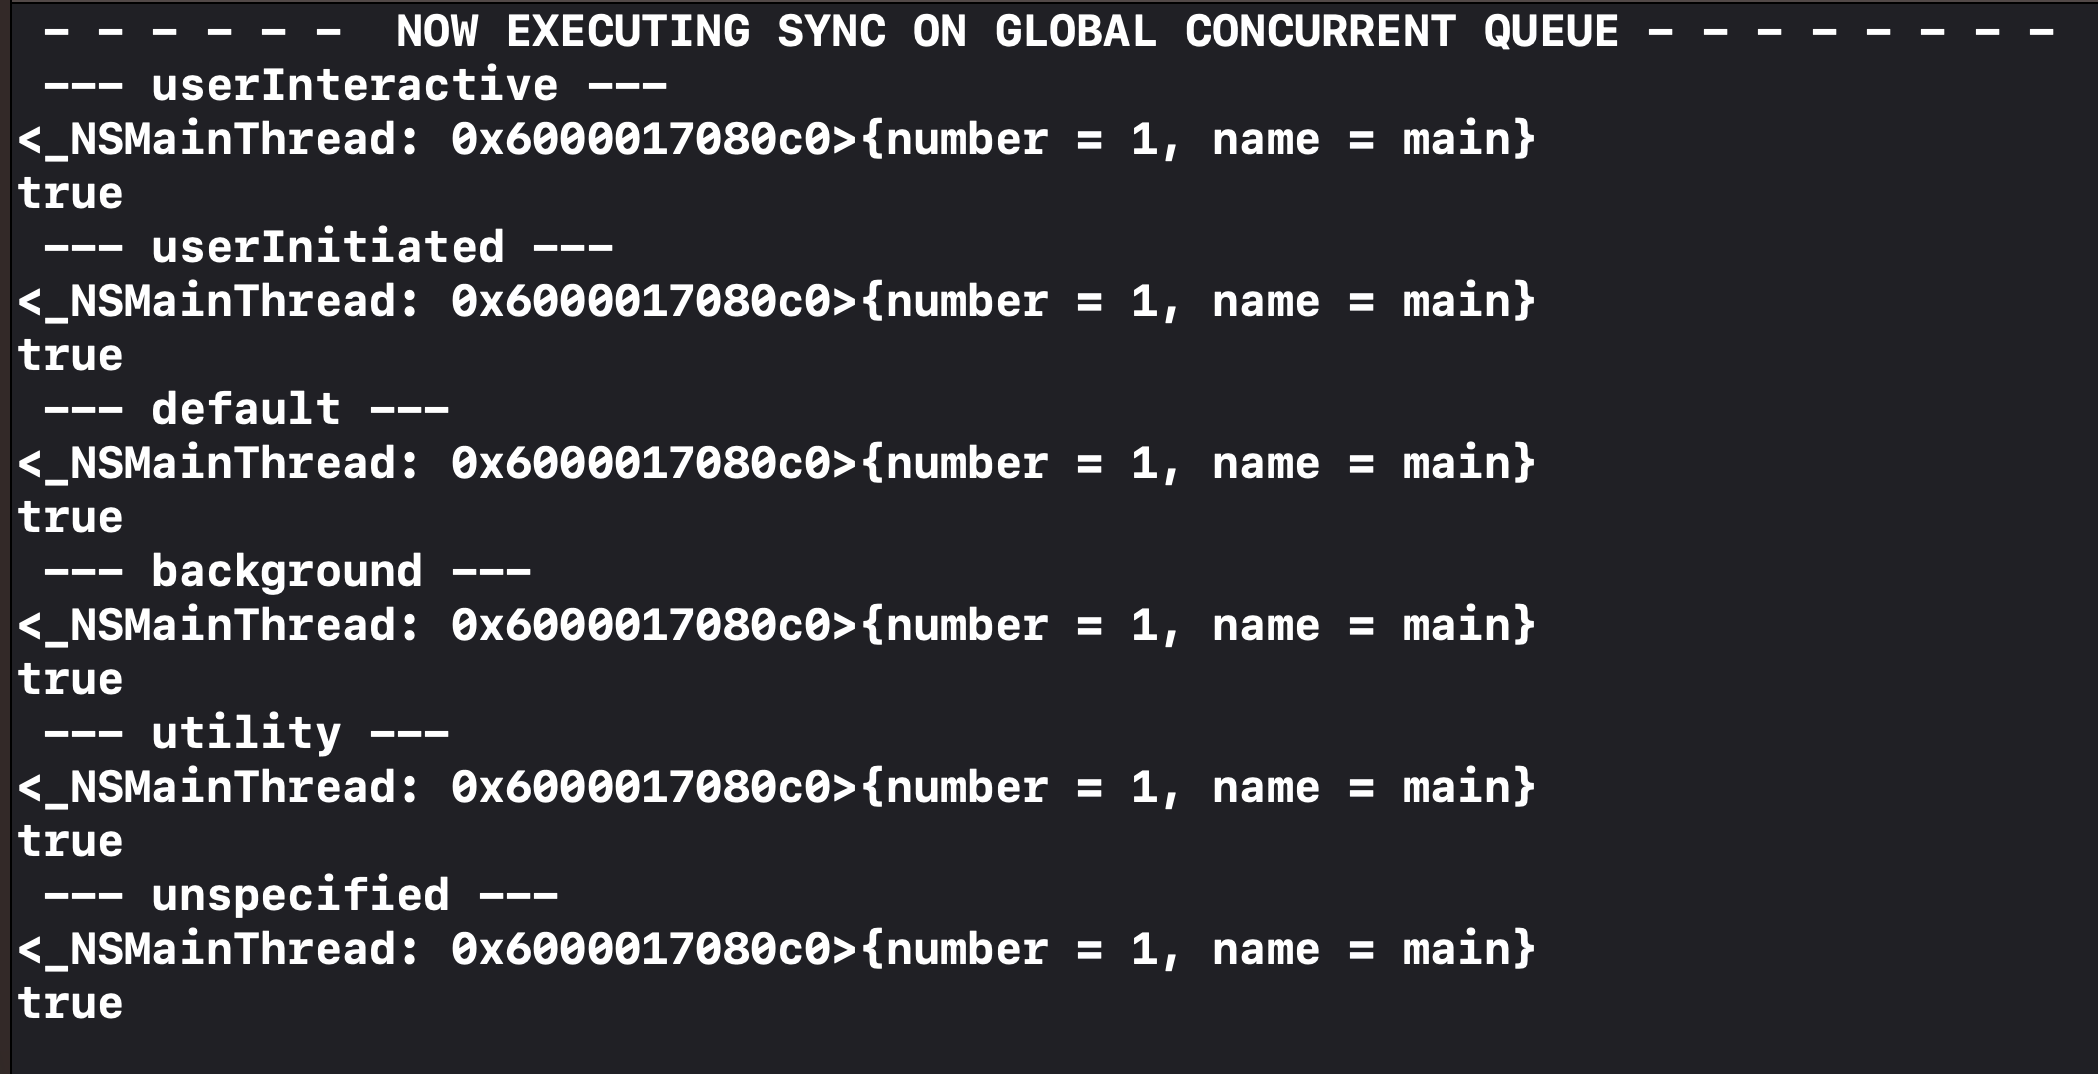 - - - - - -  NOW EXECUTING SYNC ON GLOBAL CONCURRENT QUEUE - - - - - - - -
 --- userInteractive ---
<_NSMainThread: 0x6000017080c0>{number = 1, name = main}
true
 --- userInitiated ---
<_NSMainThread: 0x6000017080c0>{number = 1, name = main}
true
 --- default ---
<_NSMainThread: 0x6000017080c0>{number = 1, name = main}
true
 --- background ---
<_NSMainThread: 0x6000017080c0>{number = 1, name = main}
true
 --- utility ---
<_NSMainThread: 0x6000017080c0>{number = 1, name = main}
true
 --- unspecified ---
<_NSMainThread: 0x6000017080c0>{number = 1, name = main}
true